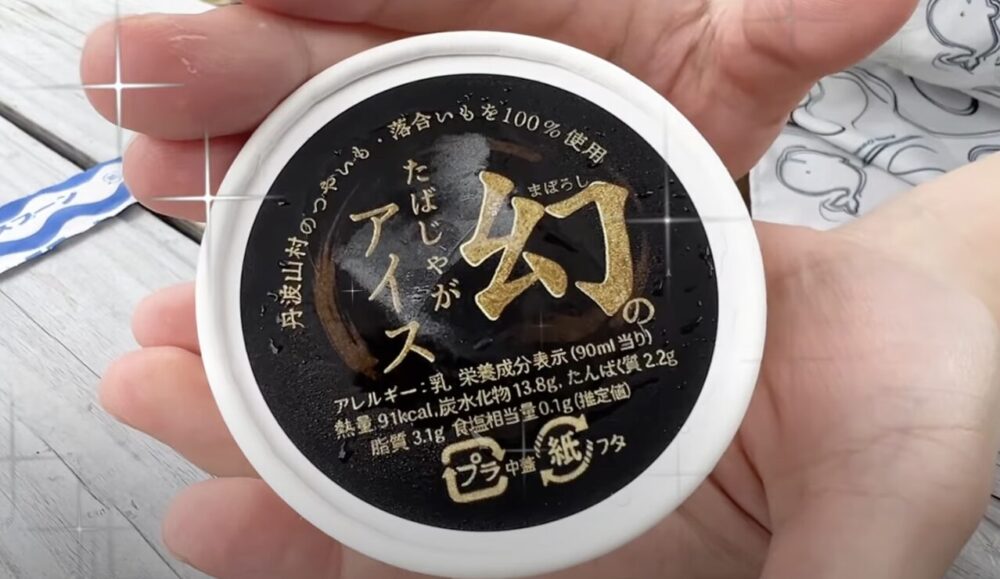 丹波山村のつやいも・落合いもを100%使用
まぼろし
幻の
たばじゃが
アイス
アレルギー:乳 栄養成分表示(90ml当り)
熱量 91kcal,炭水化物 13.8g,たんぱく質 2.2g
脂質 3.1g 食塩相当量 0.1g(推定値)
プラ 中蓋 紙 フタ